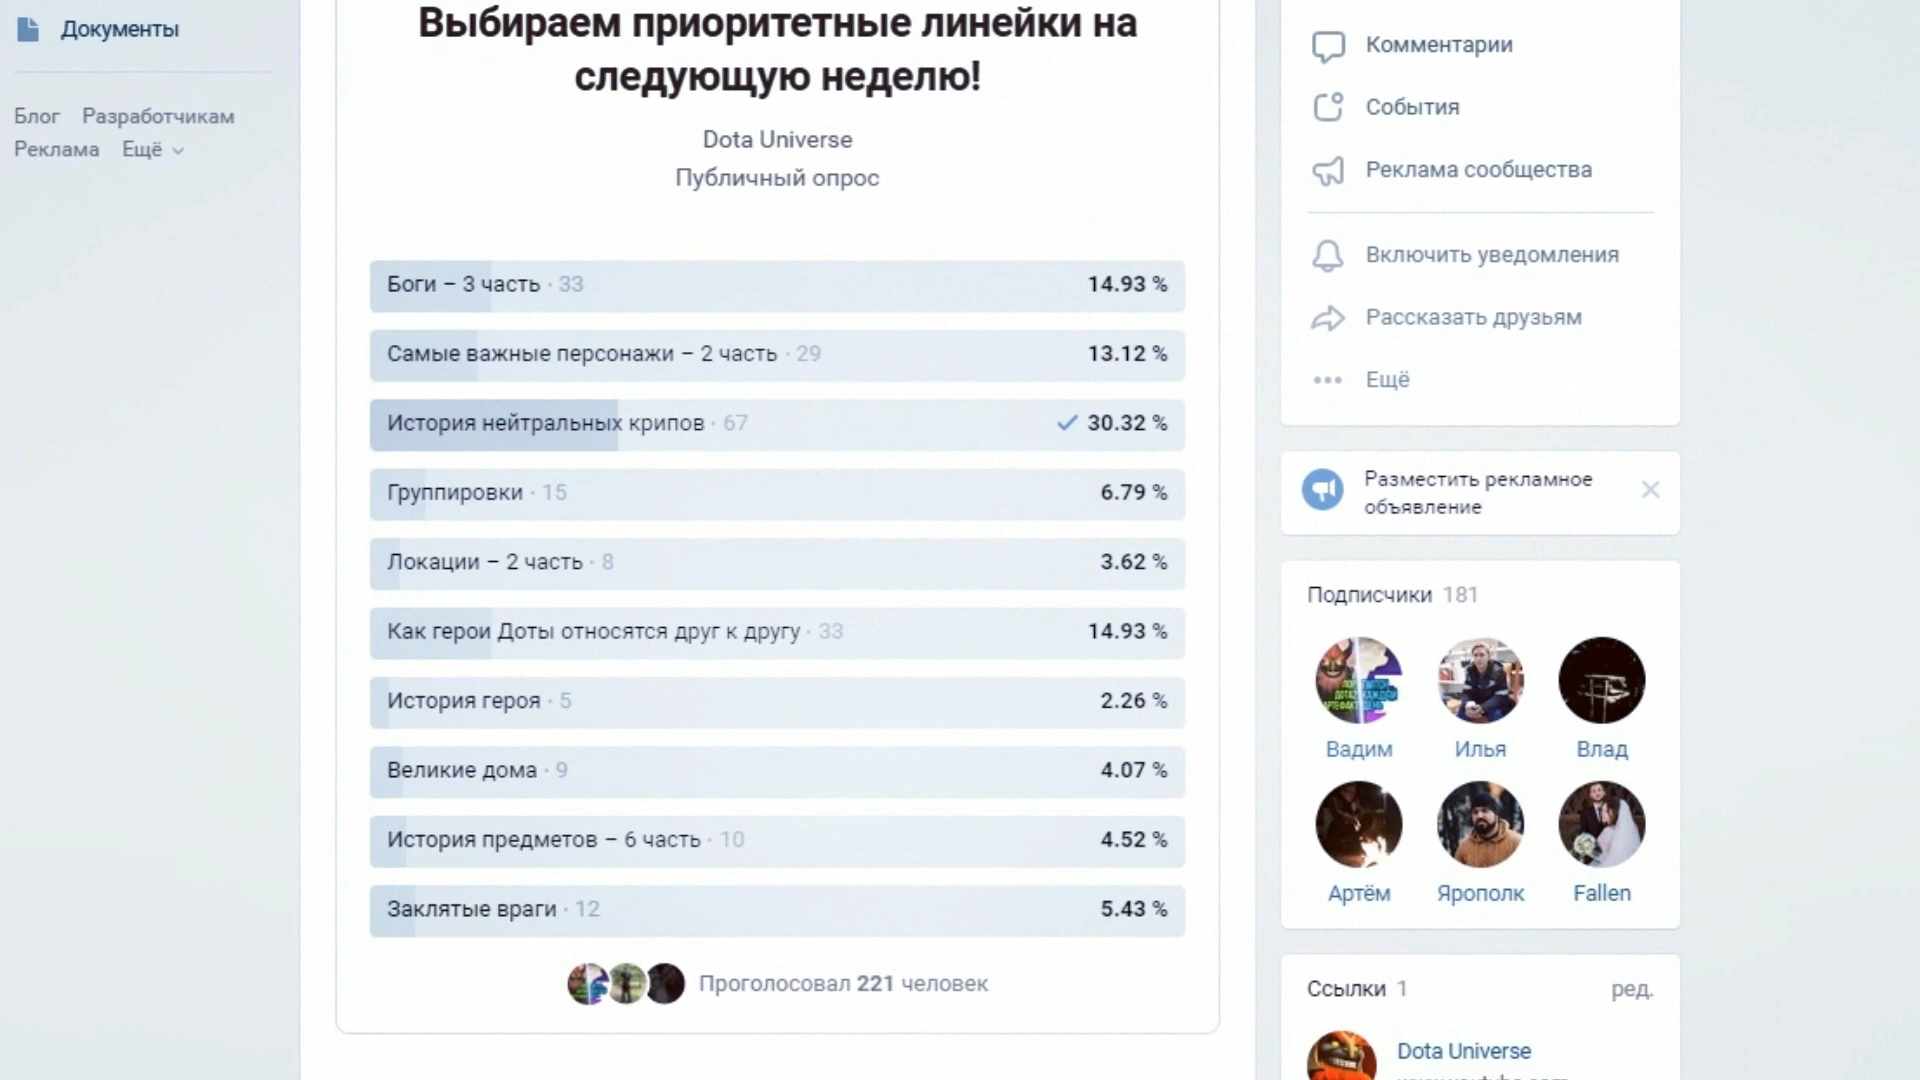 Документы
Блог Разработчикам
Реклама Ещё
Выбираем приоритетные линейки на
следующую неделю!
Dota Universe
Публичный опрос
Боги – 3 часть · 33 14.93 %
Самые важные персонажи – 2 часть · 29 13.12 %
История нейтральных крипов · 67 30.32 %
Группировки · 15 6.79 %
Локации – 2 часть · 8 3.62 %
Как герои Доты относятся друг к другу · 33 14.93 %
История героя · 5 2.26 %
Великие дома · 9 4.07 %
История предметов – 6 часть · 10 4.52 %
Заклятые враги · 12 5.43 %
Проголосовал 221 человек
Комментарии
События
Реклама сообщества
Включить уведомления
Рассказать друзьям
Ещё
Разместить рекламное
объявление
Подписчики 181
Вадим Илья Влад
Артём Ярополк Fallen
Ссылки 1 ред.
Dota Universe